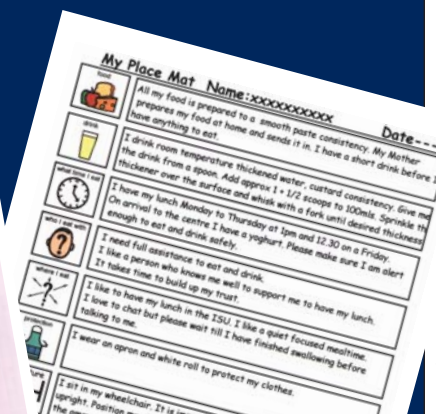 My Place Mat Name:xxxxxxxxxx Date---
food
All my food is prepared to a smooth paste consistency. My Mother
prepares my food at home and sends it in. I have a short drink before I
have anything to eat.
drink
I drink room temperature thickened water, custard consistency. Give me
the drink from a spoon. Add approx 1 + 1/2 scoops to 100mls. Sprinkle th
thickener over the surface and whisk with a fork until desired thickness
what time I eat
I have my lunch Monday to Thursday at 1pm and 12.30 on a Friday.
On arrival to the centre I have a yoghurt. Please make sure I am alert
enough to eat and drink safely.
who I eat with
I need full assistance to eat and drink.
I like a person who knows me well to support me to have my lunch.
It takes time to build up my trust.
where I eat
I like to have my lunch in the ISU. I like a quiet focused mealtime.
I love to chat but please wait till I have finished swallowing before
talking to me.
protection
I wear an apron and white roll to protect my clothes.
I sit in my wheelchair. It is
upright. Position